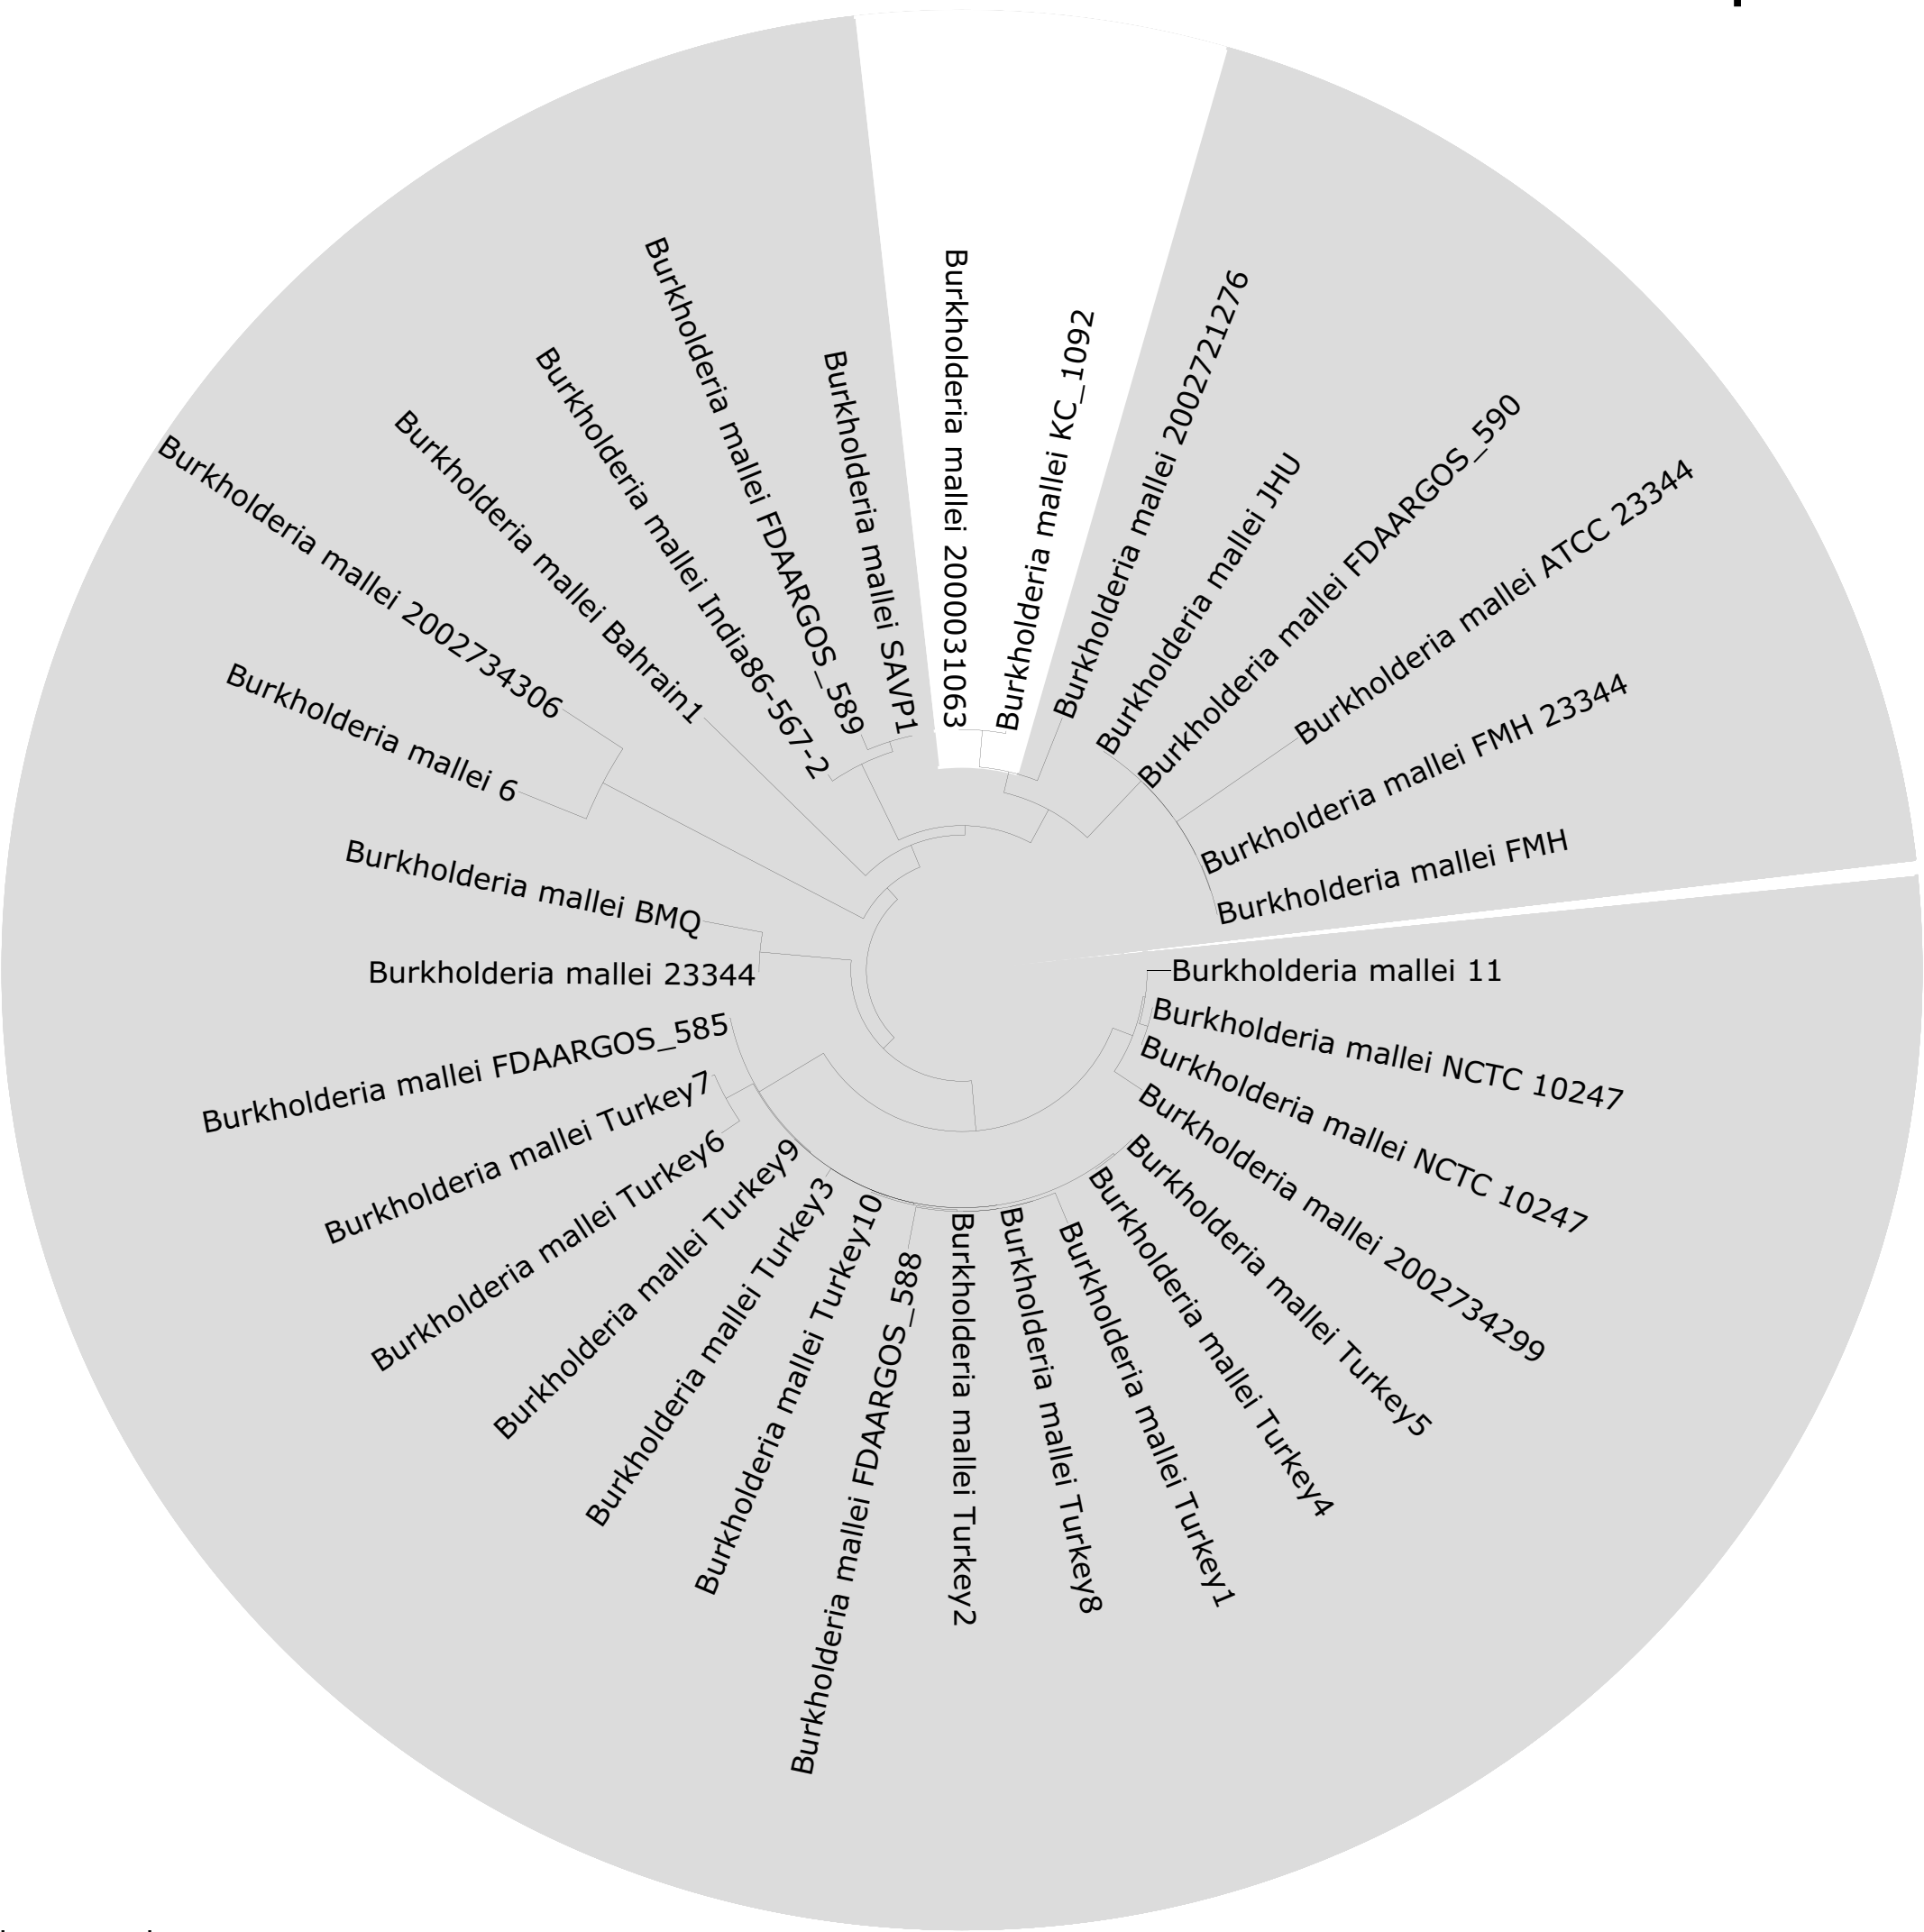 Burkholderia mallei 2000031063
Burkholderia mallei KC_1092
Burkholderia mallei 2002721276
Burkholderia mallei JHU
Burkholderia mallei FDAARGOS_590
Burkholderia mallei ATCC 23344
Burkholderia mallei FMH 23344
Burkholderia mallei FMH
Burkholderia mallei 11
Burkholderia mallei NCTC 10247
Burkholderia mallei NCTC 10247
Burkholderia mallei 2002734299
Burkholderia mallei Turkey5
Burkholderia mallei Turkey4
Burkholderia mallei Turkey1
Burkholderia mallei Turkey8
Burkholderia mallei Turkey2
Burkholderia mallei FDAARGOS_588
Burkholderia mallei Turkey10
Burkholderia mallei Turkey3
Burkholderia mallei Turkey9
Burkholderia mallei Turkey6
Burkholderia mallei Turkey7
Burkholderia mallei FDAARGOS_585
Burkholderia mallei 23344
Burkholderia mallei BMQ
Burkholderia mallei 6
Burkholderia mallei 2002734306
Burkholderia mallei Bahrain1
Burkholderia mallei India86-567-2
Burkholderia mallei FDAARGOS_589
Burkholderia mallei SAVP1